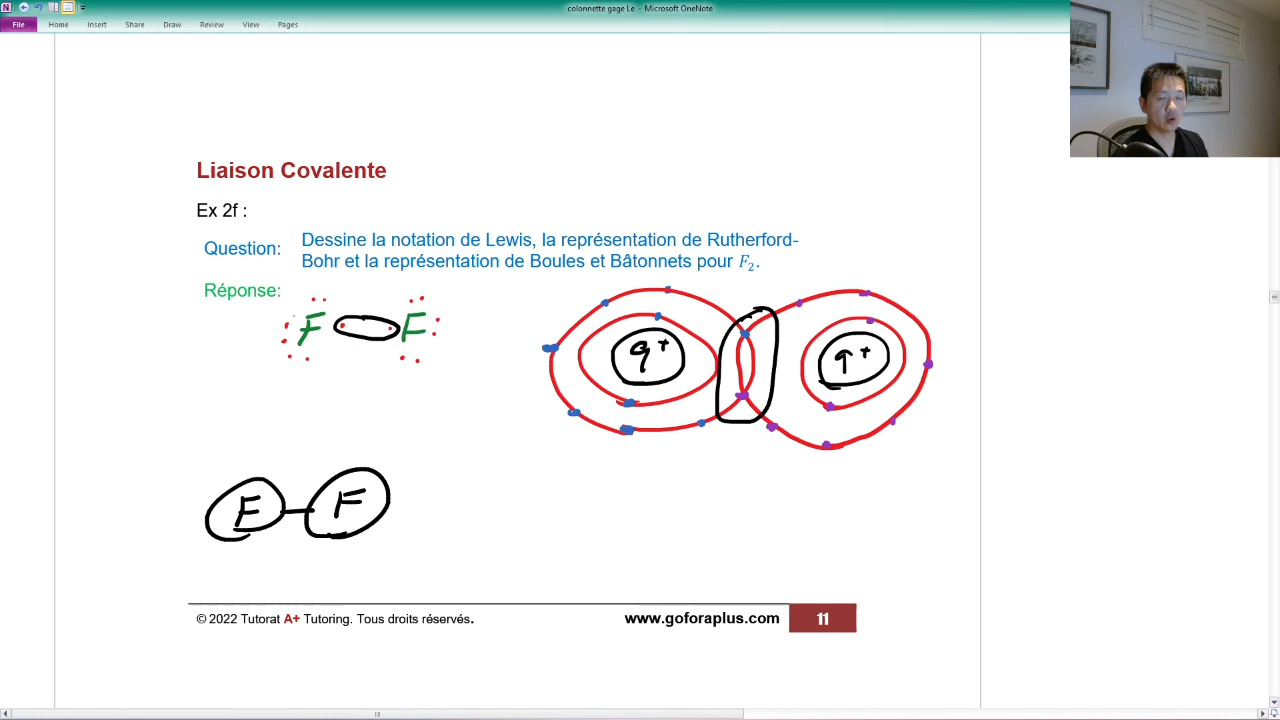 colonnette gage Le - Microsoft OneNote
File Home Insert Share Draw Review View Pages
Liaison Covalente
Ex 2f :
Question: Dessine la notation de Lewis, la représentation de Rutherford-
Bohr et la représentation de Boules et Bâtonnets pour F₂.
Réponse:
F F
9+ 9+
F F
© 2022 Tutorat A+ Tutoring. Tous droits réservés. www.goforaplus.com 11